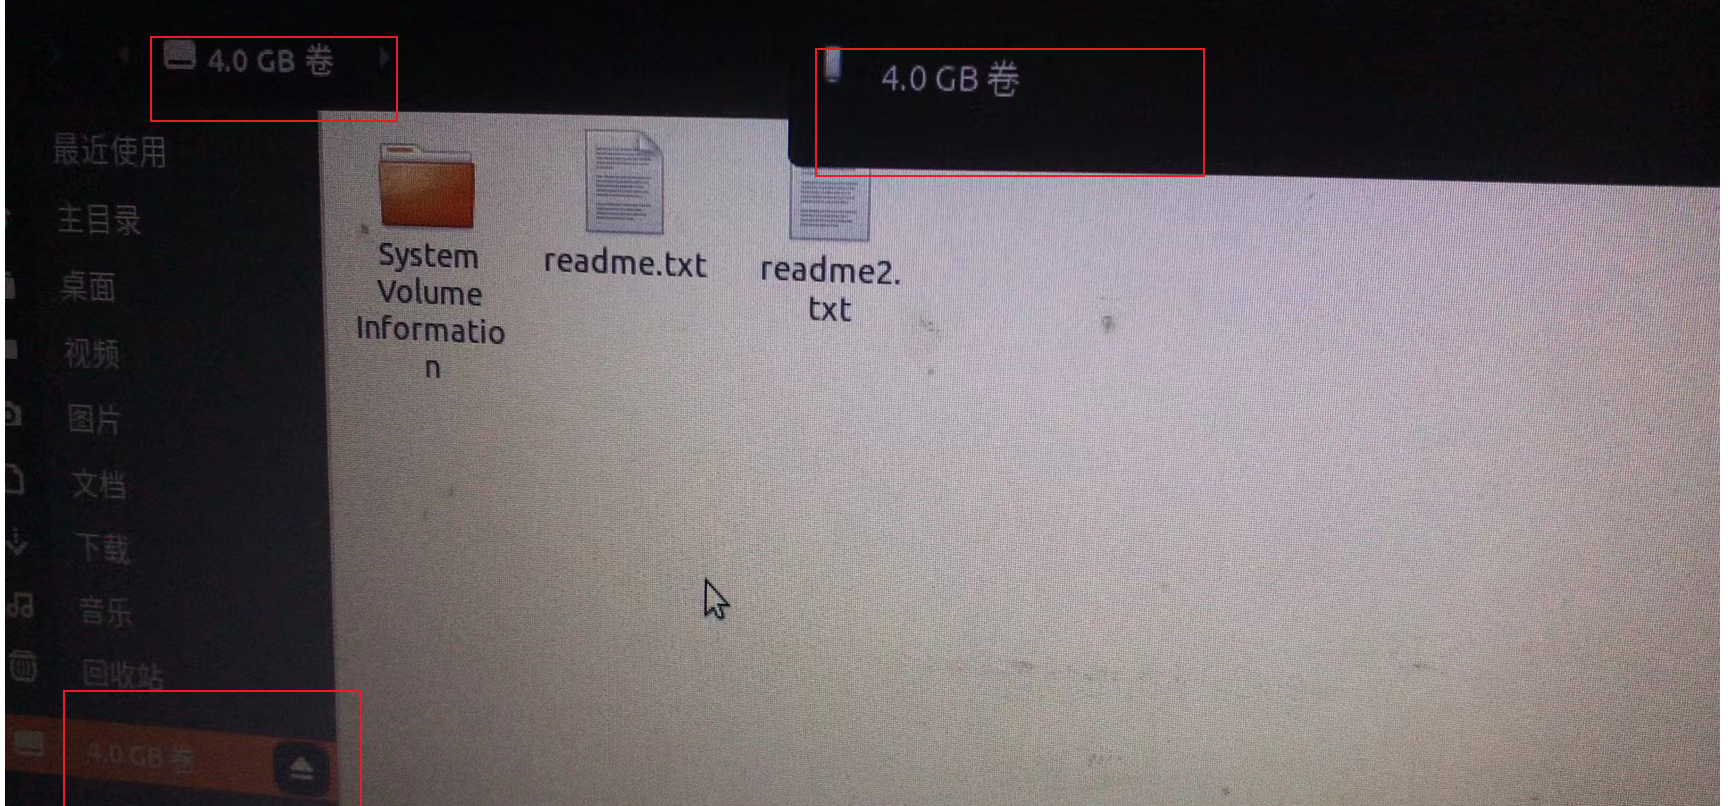 4.0 GB 卷
4.0 GB 卷
最近使用
主目录
桌面
视频
图片
文档
下载
音乐
回收站
4.0 GB 卷
System
Volume
Informatio
n
readme.txt
readme2.
txt